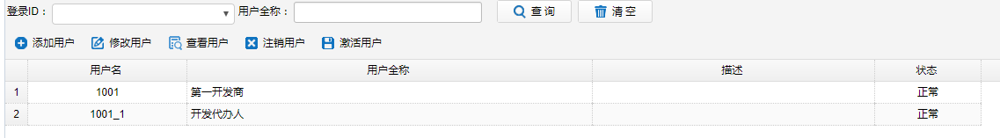 登录ID： 用户全称： 查 询 清 空
添加用户 修改用户 查看用户 注销用户 激活用户
用户名 用户全称 描述 状态
1 1001 第一开发商 正常
2 1001_1 开发代办人 正常